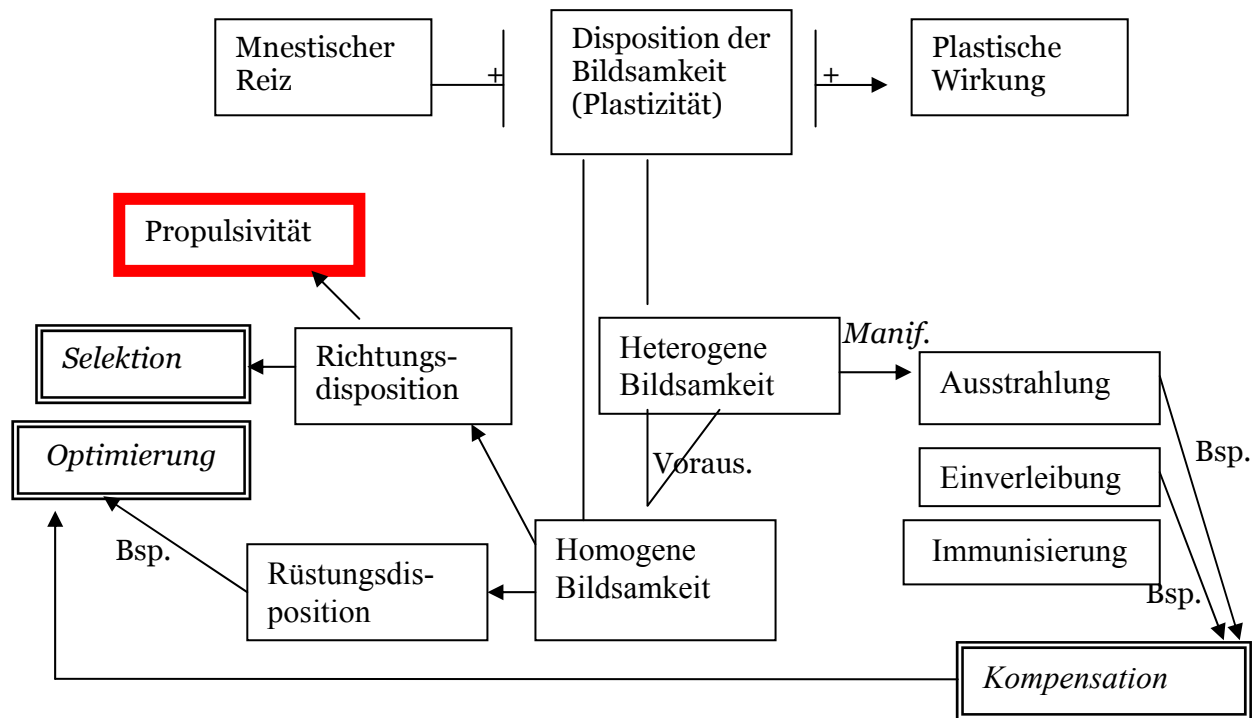 Mnestischer
Reiz
+
Disposition der
Bildsamkeit
(Plastizität)
+
Plastische
Wirkung
Propulsivität
Selektion
Richtungs-
disposition
Heterogene
Bildsamkeit
Manif.
Ausstrahlung
Optimierung
Voraus.
Einverleibung
Bsp.
Bsp.
Rüstungsdis-
position
Homogene
Bildsamkeit
Immunisierung
Bsp.
Kompensation